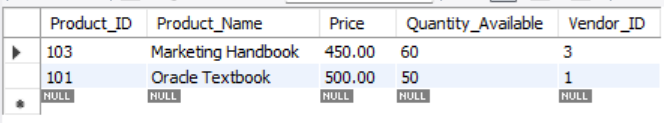 Product_ID Product_Name Price Quantity_Available Vendor_ID
103 Marketing Handbook 450.00 60 3
101 Oracle Textbook 500.00 50 1
NULL NULL NULL NULL NULL